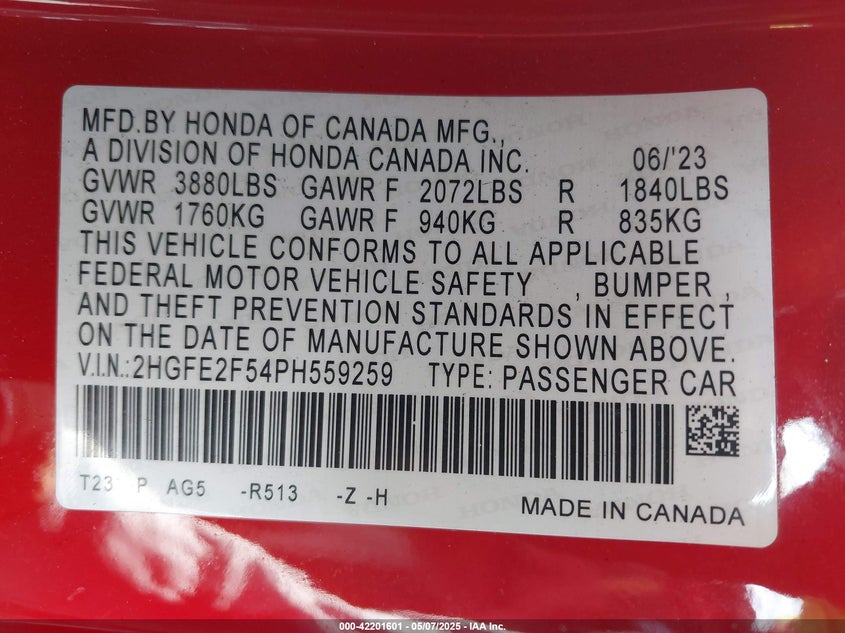 MFD.BY HONDA OF CANADA MFG.,
A DIVISION OF HONDA CANADA INC. 06/'23
GVWR 3880LBS GAWR F 2072LBS R 1840LBS
GVWR 1760KG GAWR F 940KG R 835KG
THIS VEHICLE CONFORMS TO ALL APPLICABLE
FEDERAL MOTOR VEHICLE SAFETY , BUMPER ,
AND THEFT PREVENTION STANDARDS IN EFFECT
ON THE DATE OF MANUFACTURE SHOWN ABOVE.
V.I.N.:2HGFE2F54PH559259 TYPE: PASSENGER CAR
T23 P AG5 -R513 -Z -H
MADE IN CANADA
000-42201601 - 05/07/2025 - IAA Inc.